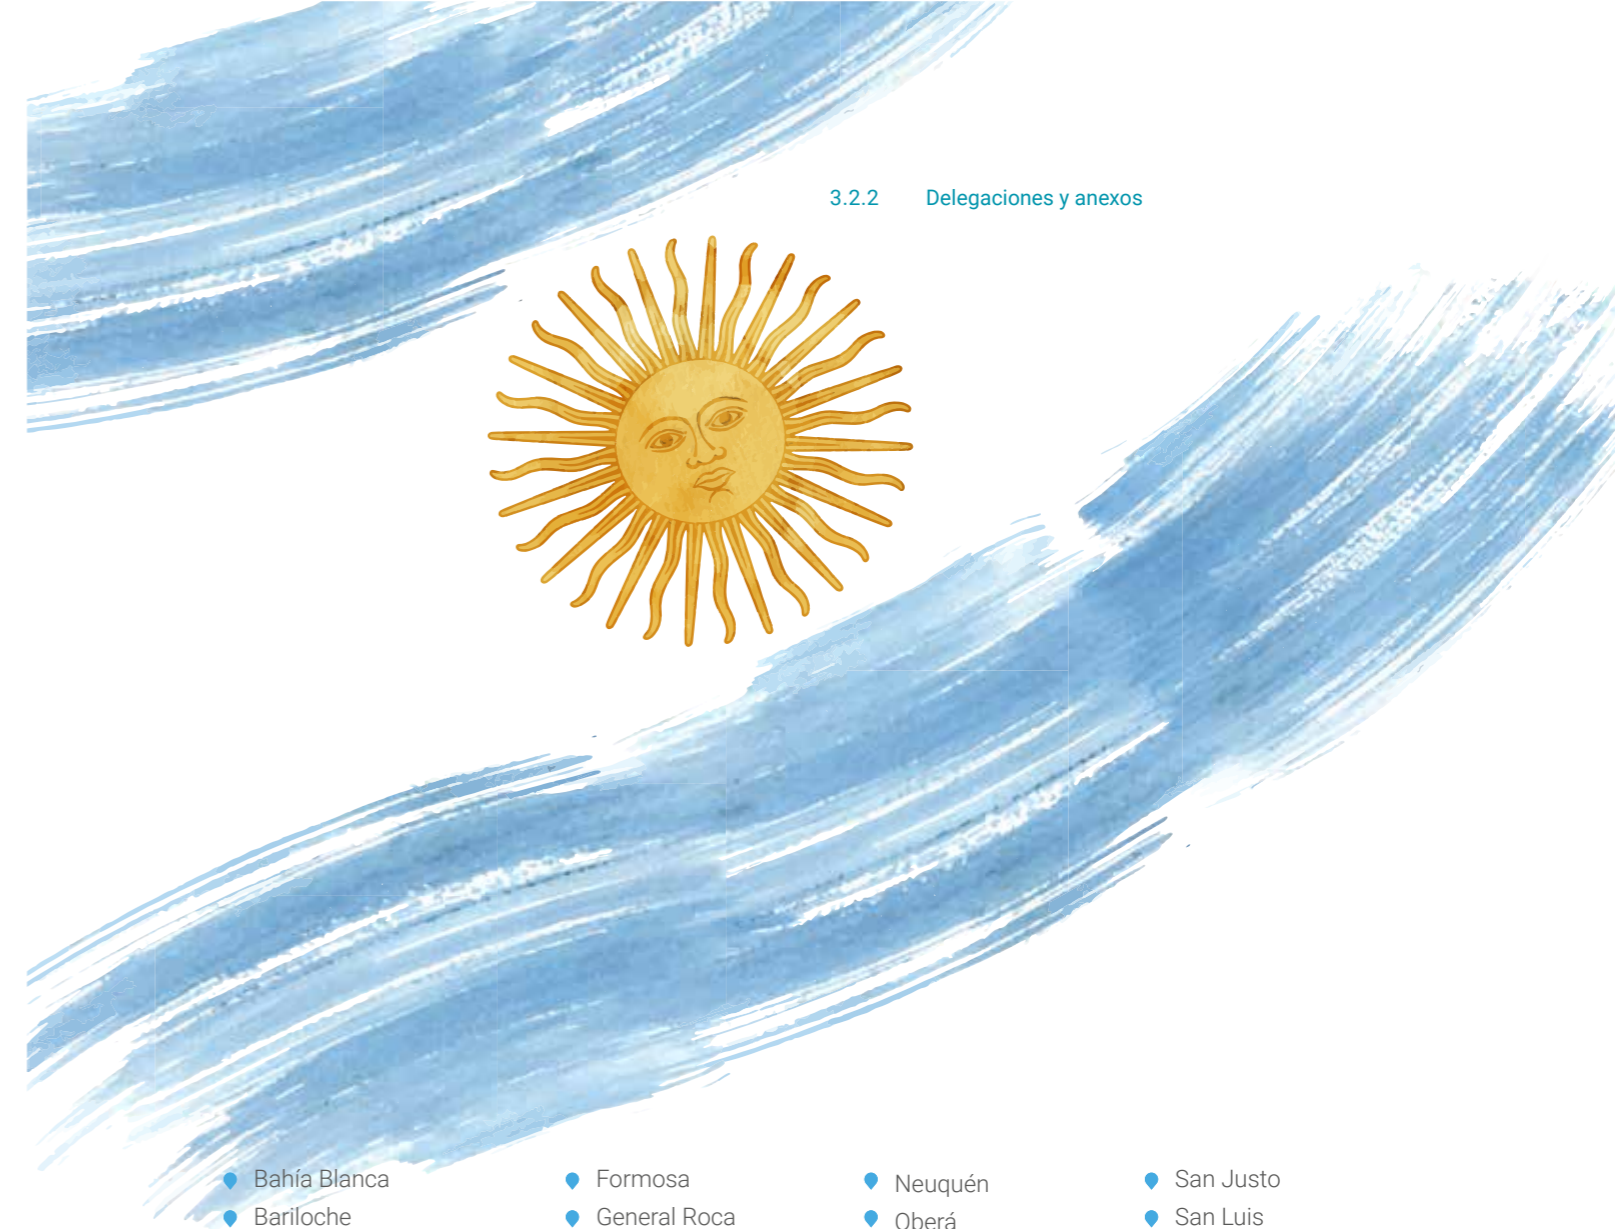 3.2.2 Delegaciones y anexos
Bahía Blanca
Bariloche
Formosa
General Roca
Neuquén
Oberá
San Justo
San Luis